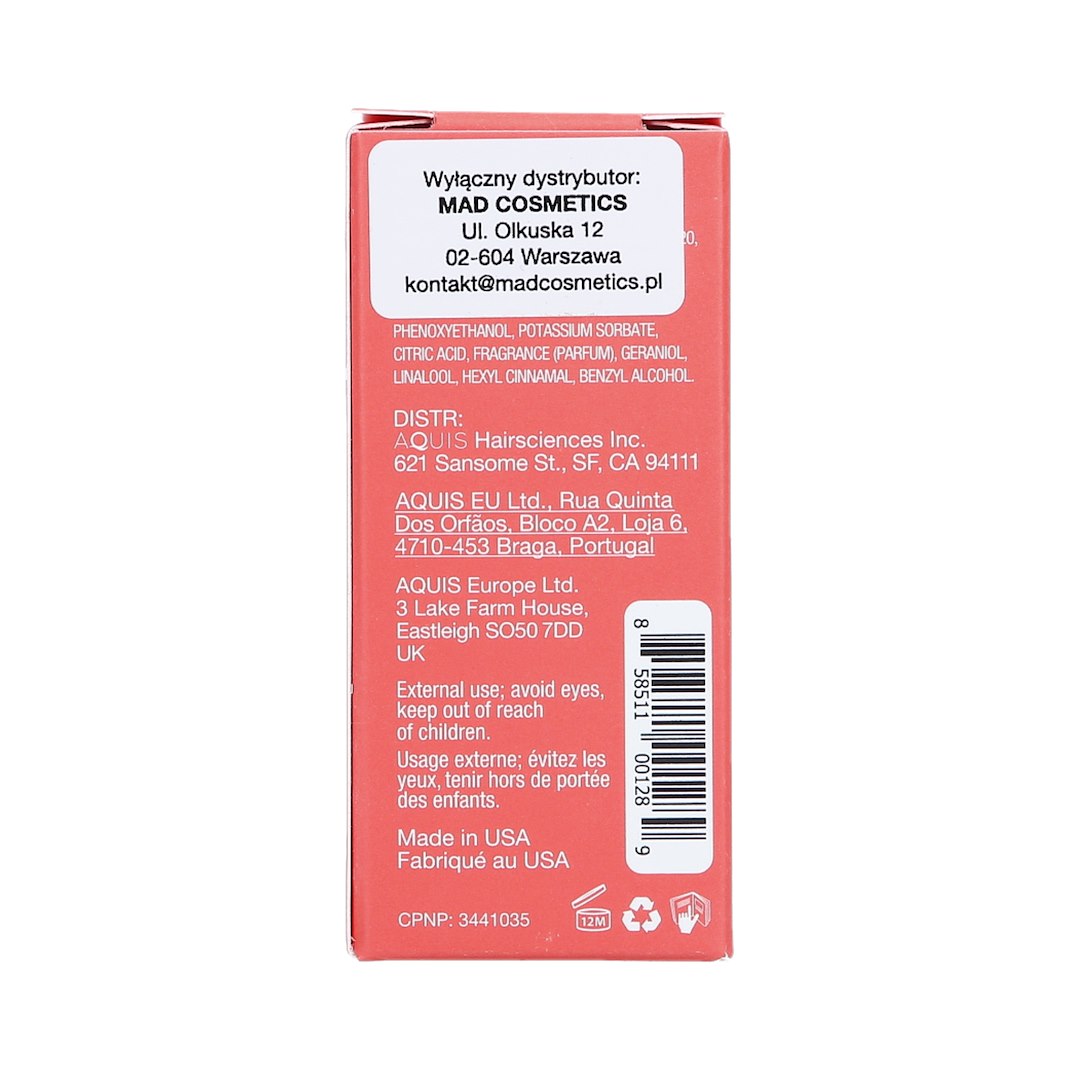 Wyłączny dystrybutor:
MAD COSMETICS
Ul. Olkuska 12
02-604 Warszawa
kontakt@madcosmetics.pl
PHENOXYETHANOL, POTASSIUM SORBATE,
CITRIC ACID, FRAGRANCE (PARFUM), GERANIOL,
LINALOOL, HEXYL CINNAMAL, BENZYL ALCOHOL.
DISTR:
AQUIS Hairsciences Inc.
621 Sansome St., SF, CA 94111
AQUIS EU Ltd., Rua Quinta
Dos Orfãos, Bloco A2, Loja 6,
4710-453 Braga, Portugal
AQUIS Europe Ltd.
3 Lake Farm House,
Eastleigh SO50 7DD
UK
External use; avoid eyes,
keep out of reach
of children.
Usage externe; évitez les
yeux, tenir hors de portée
des enfants.
Made in USA
Fabriqué au USA
8 58511 00128 9
CPNP: 3441035
12M